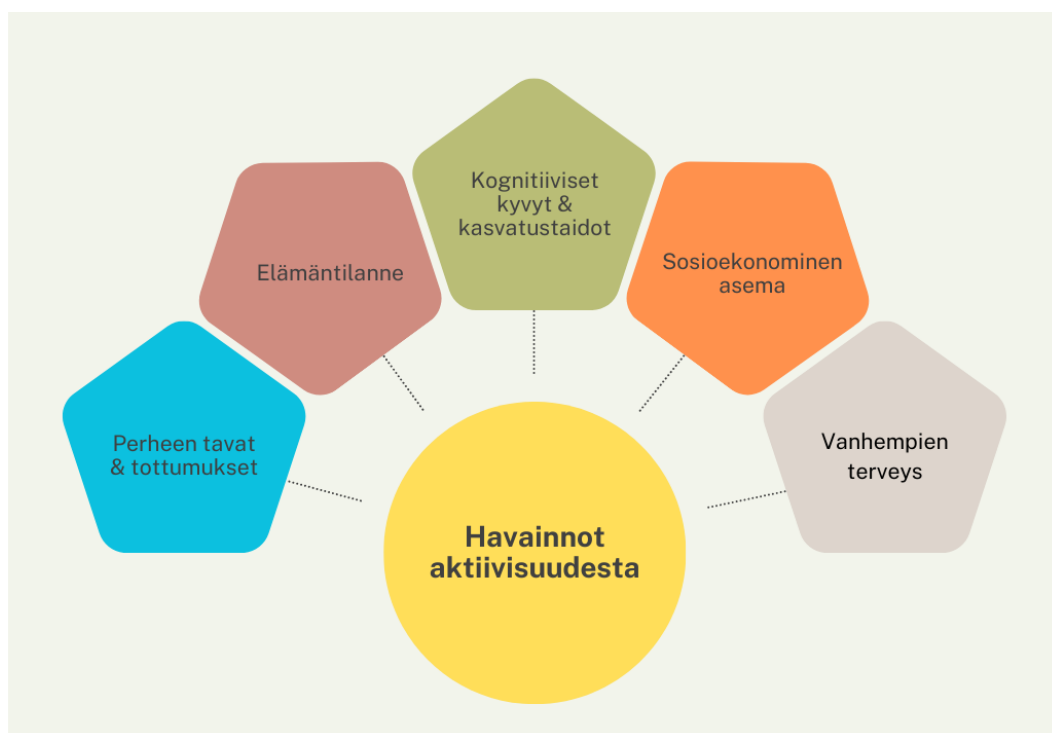 Kognitiiviset
kyvyt &
kasvatustaidot
Elämäntilanne
Sosioekonominen
asema
Perheen tavat
& tottumukset
Vanhempien
terveys
Havainnot
aktiivisuudesta